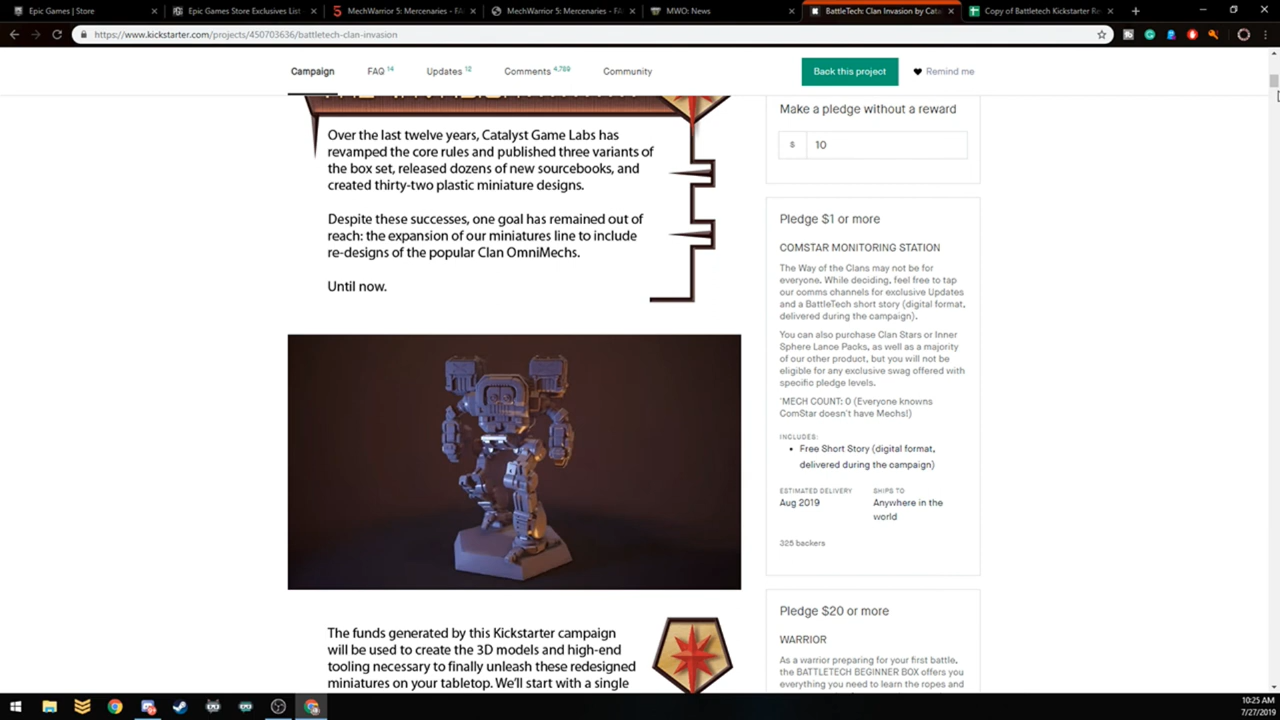 Epic Games | Store
Epic Games Store Exclusives List
MechWarrior 5: Mercenaries - FA
MechWarrior 5: Mercenaries - FA
MWO: News
BattleTech: Clan Invasion by Cata
Copy of Battletech Kickstarter Re
https://www.kickstarter.com/projects/450703636/battletech-clan-invasion
Campaign
FAQ 14
Updates 12
Comments 4,789
Community
Back this project
Remind me
Over the last twelve years, Catalyst Game Labs has
revamped the core rules and published three variants of
the box set, released dozens of new sourcebooks, and
created thirty-two plastic miniature designs.
Despite these successes, one goal has remained out of
reach: the expansion of our miniatures line to include
re-designs of the popular Clan OmniMechs.
Until now.
The funds generated by this Kickstarter campaign
will be used to create the 3D models and high-end
tooling necessary to finally unleash these redesigned
miniatures on your tabletop. We'll start with a single
Make a pledge without a reward
$ 10
Pledge $1 or more
COMSTAR MONITORING STATION
The Way of the Clans may not be for
everyone. While deciding, feel free to tap
our comms channels for exclusive Updates
and a BattleTech short story (digital format,
delivered during the campaign).
You can also purchase Clan Stars or Inner
Sphere Lance Packs, as well as a majority
of our other product, but you will not be
eligible for any exclusive swag offered with
specific pledge levels.
'MECH COUNT: 0 (Everyone knowns
ComStar doesn't have Mechs!)
INCLUDES:
• Free Short Story (digital format,
delivered during the campaign)
ESTIMATED DELIVERY
Aug 2019
SHIPS TO
Anywhere in the
world
325 backers
Pledge $20 or more
WARRIOR
As a warrior preparing for your first battle,
the BATTLETECH BEGINNER BOX offers you
everything you need to learn the ropes and
10:25 AM
7/27/2019